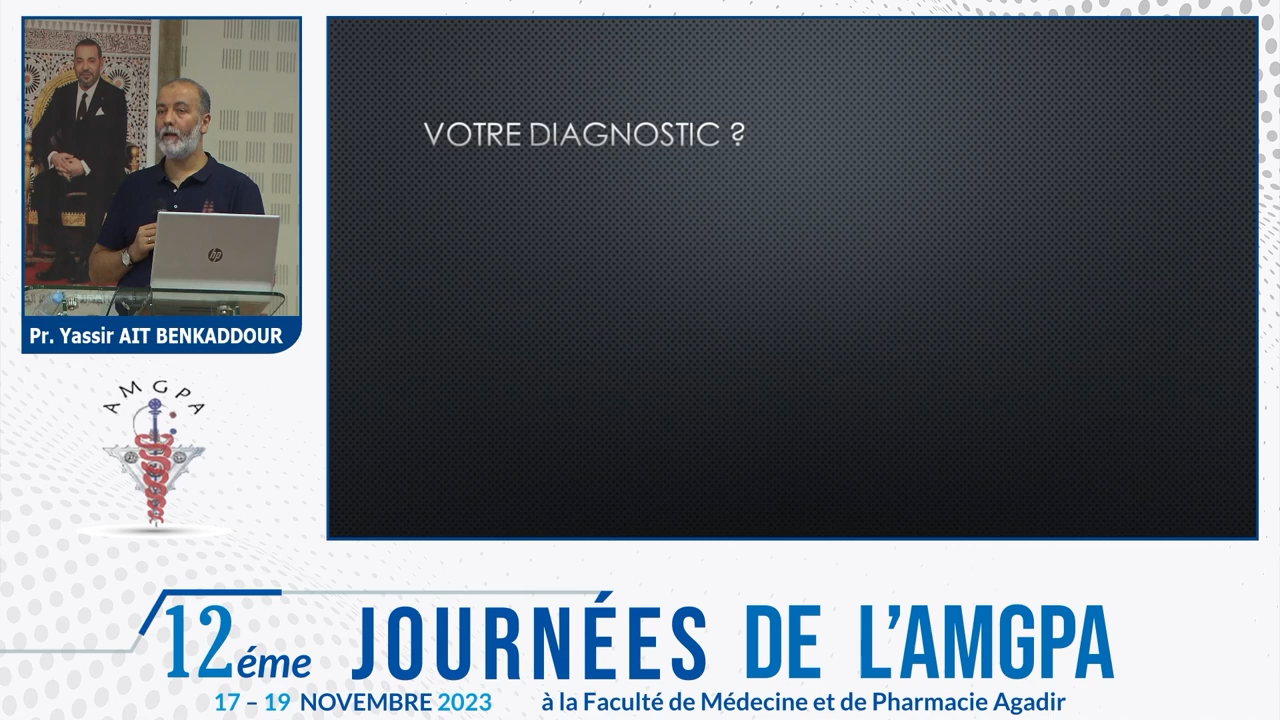 VOTRE DIAGNOSTIC ?
hp
Pr. Yassir AIT BENKADDOUR
AMGPA
12éme JOURNÉES DE L’AMGPA
17 – 19 NOVEMBRE 2023 à la Faculté de Médecine et de Pharmacie Agadir